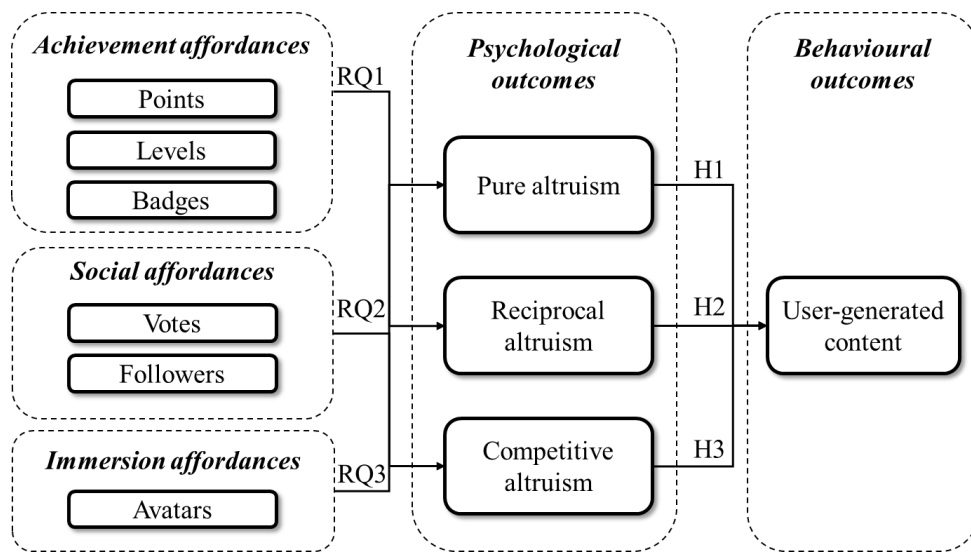 Achievement affordances
Points
Levels
Badges
Social affordances
Votes
Followers
Immersion affordances
Avatars
RQ1
RQ2
RQ3
Psychological
outcomes
Pure altruism
Reciprocal
altruism
Competitive
altruism
H1
H2
H3
Behavioural
outcomes
User-generated
content